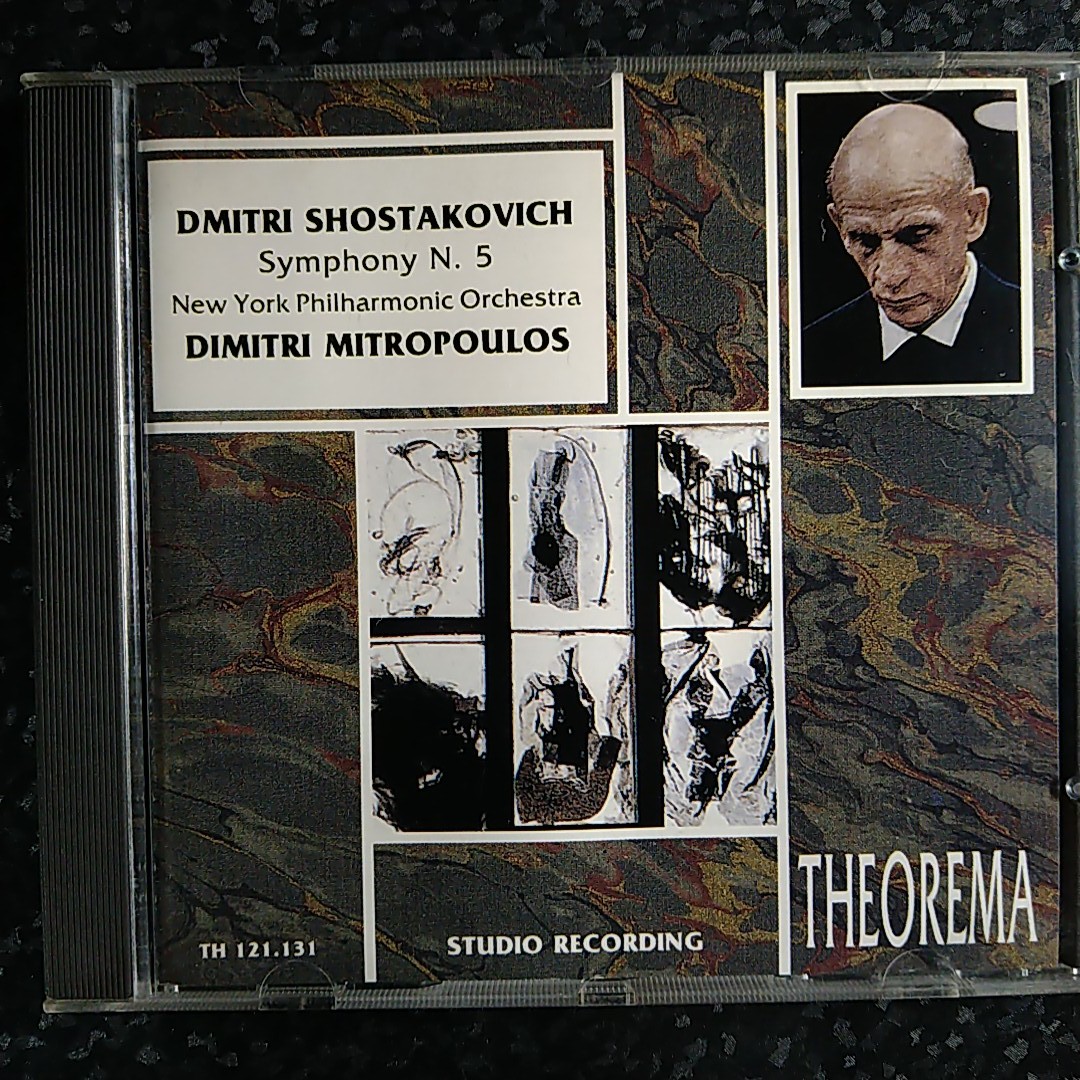 DMITRI SHOSTAKOVICH
Symphony N. 5
New York Philharmonic Orchestra
DIMITRI MITROPOULOS
THEOREMA
TH 121.131
STUDIO RECORDING